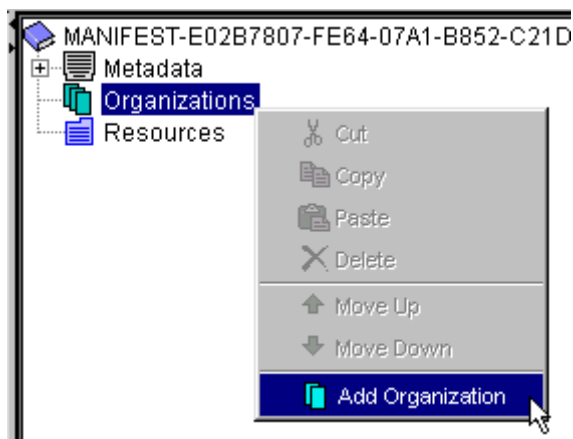 MANIFEST-E02B7807-FE64-07A1-B852-C21D
Metadata
Organizations
Resources
Cut
Copy
Paste
Delete
Move Up
Move Down
Add Organization